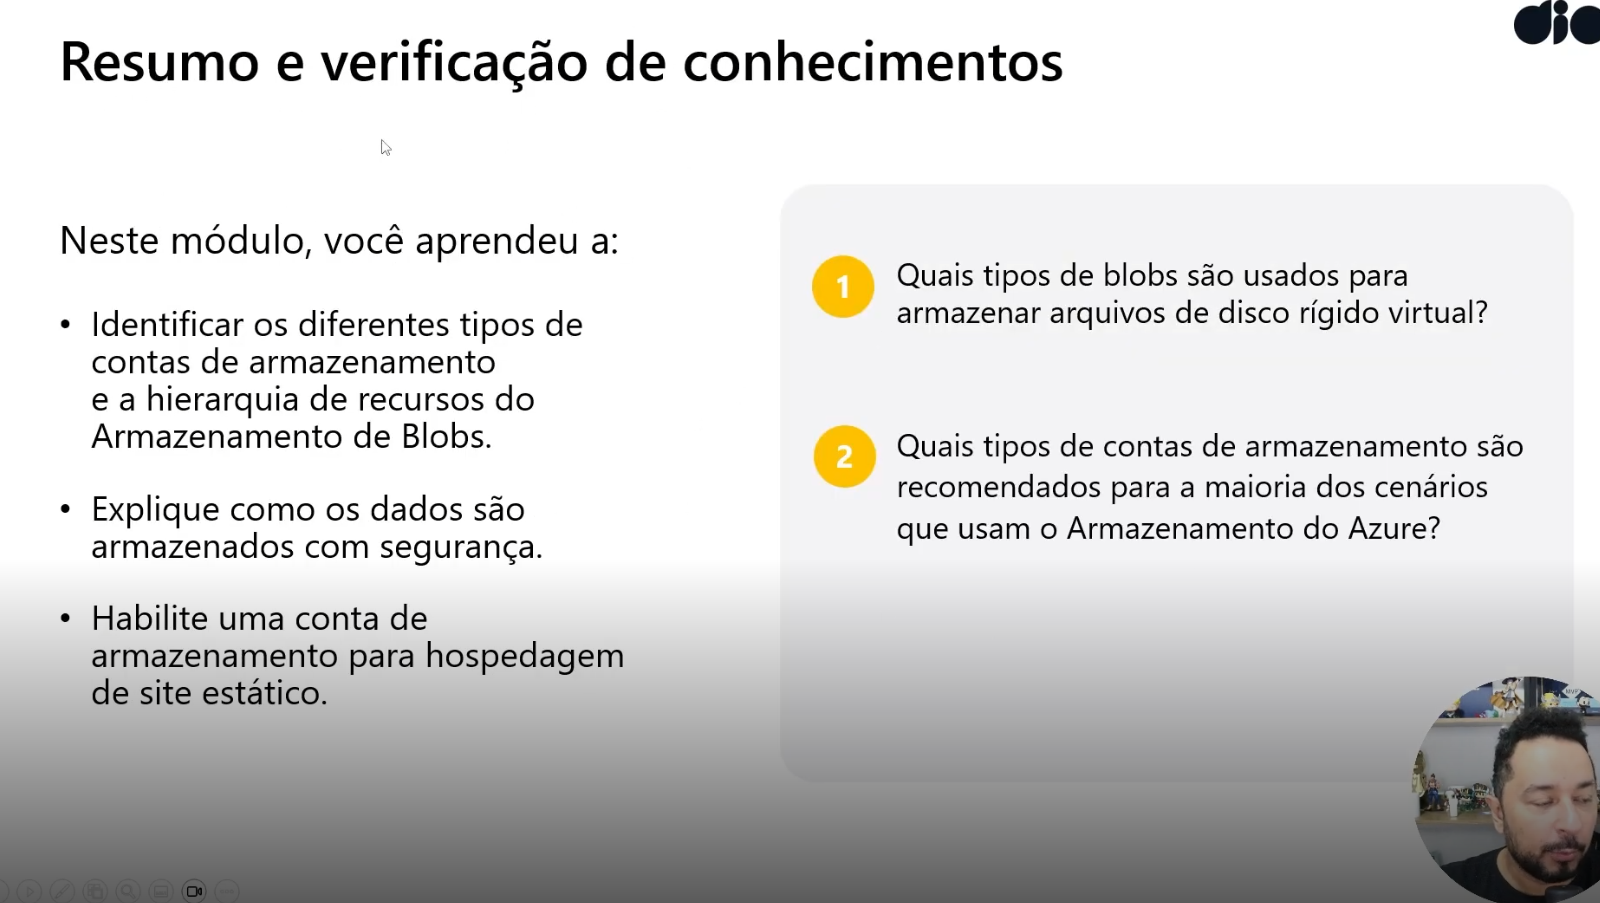 dio
Resumo e verificação de conhecimentos
Neste módulo, você aprendeu a:
• Identificar os diferentes tipos de
contas de armazenamento
e a hierarquia de recursos do
Armazenamento de Blobs.
• Explique como os dados são
armazenados com segurança.
• Habilite uma conta de
armazenamento para hospedagem
de site estático.
1 Quais tipos de blobs são usados para
armazenar arquivos de disco rígido virtual?
2 Quais tipos de contas de armazenamento são
recomendados para a maioria dos cenários
que usam o Armazenamento do Azure?